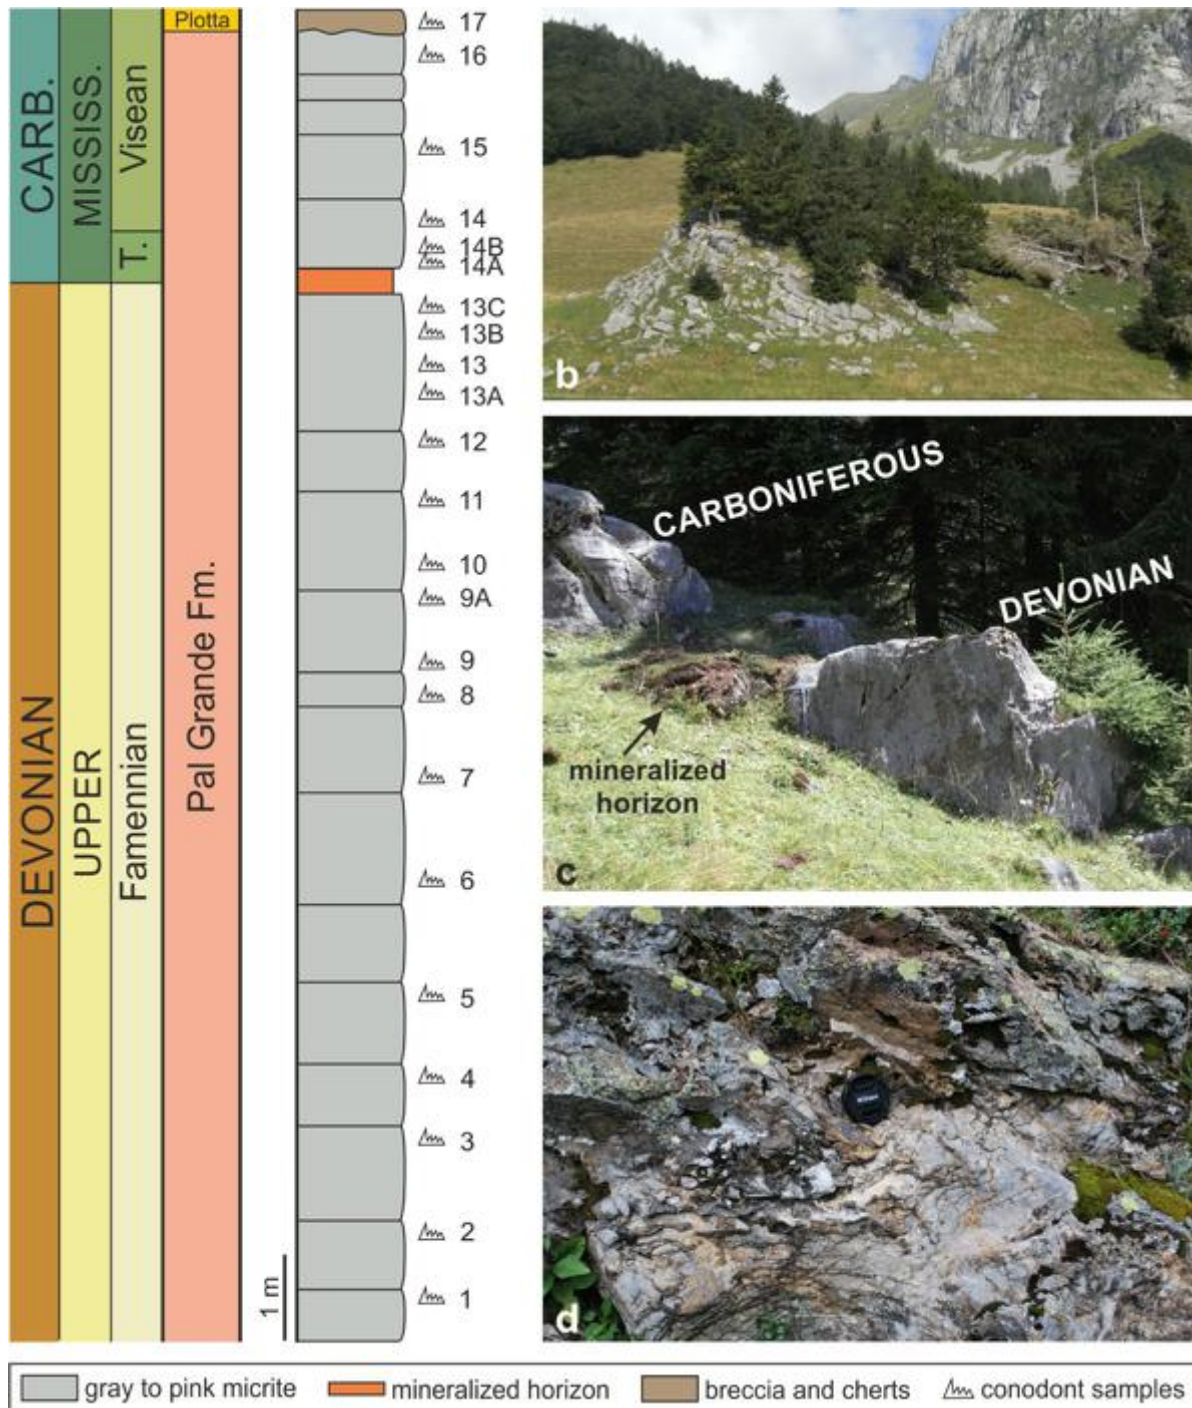 CARB.
MISSISS.
Visean
T.
DEVONIAN
UPPER
Famennian
Plotta
Pal Grande Fm.
17
16
15
14
14B
14A
13C
13B
13
13A
12
11
10
9A
9
8
7
6
5
4
3
2
1
1 m
b
CARBONIFEROUS
DEVONIAN
mineralized
horizon
c
d
gray to pink micrite
mineralized horizon
breccia and cherts
conodont samples